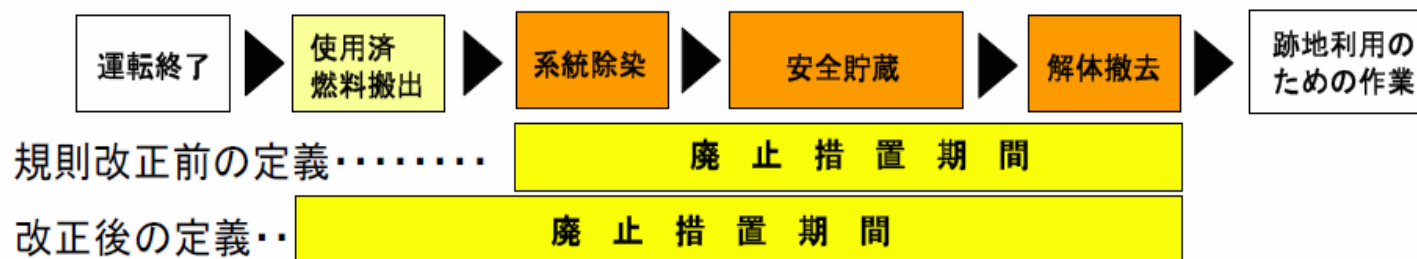 運転終了
使用済
燃料搬出
系統除染
安全貯蔵
解体撤去
跡地利用の
ための作業
規則改正前の定義・・・・・・・・
廃止措置期間
改正後の定義・・
廃止措置期間